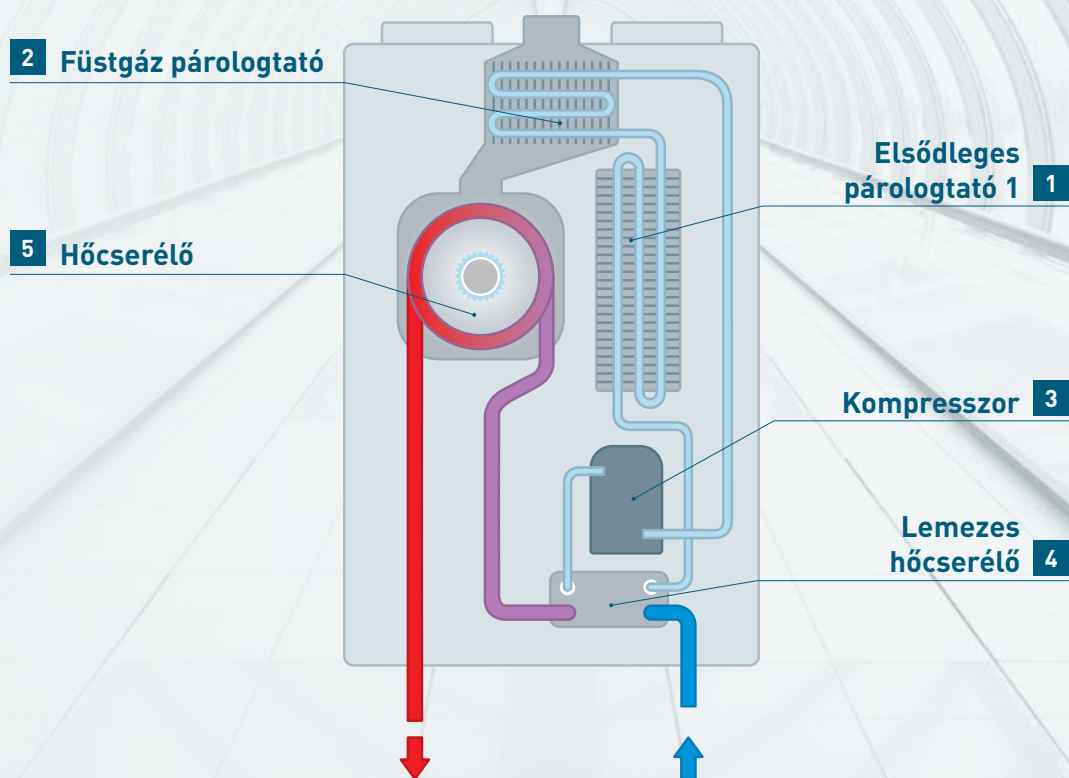 2 Füstgáz párologtató
Elsődleges
párologtató 1 1
5 Hőcserélő
Kompresszor 3
Lemezes
hőcserélő 4